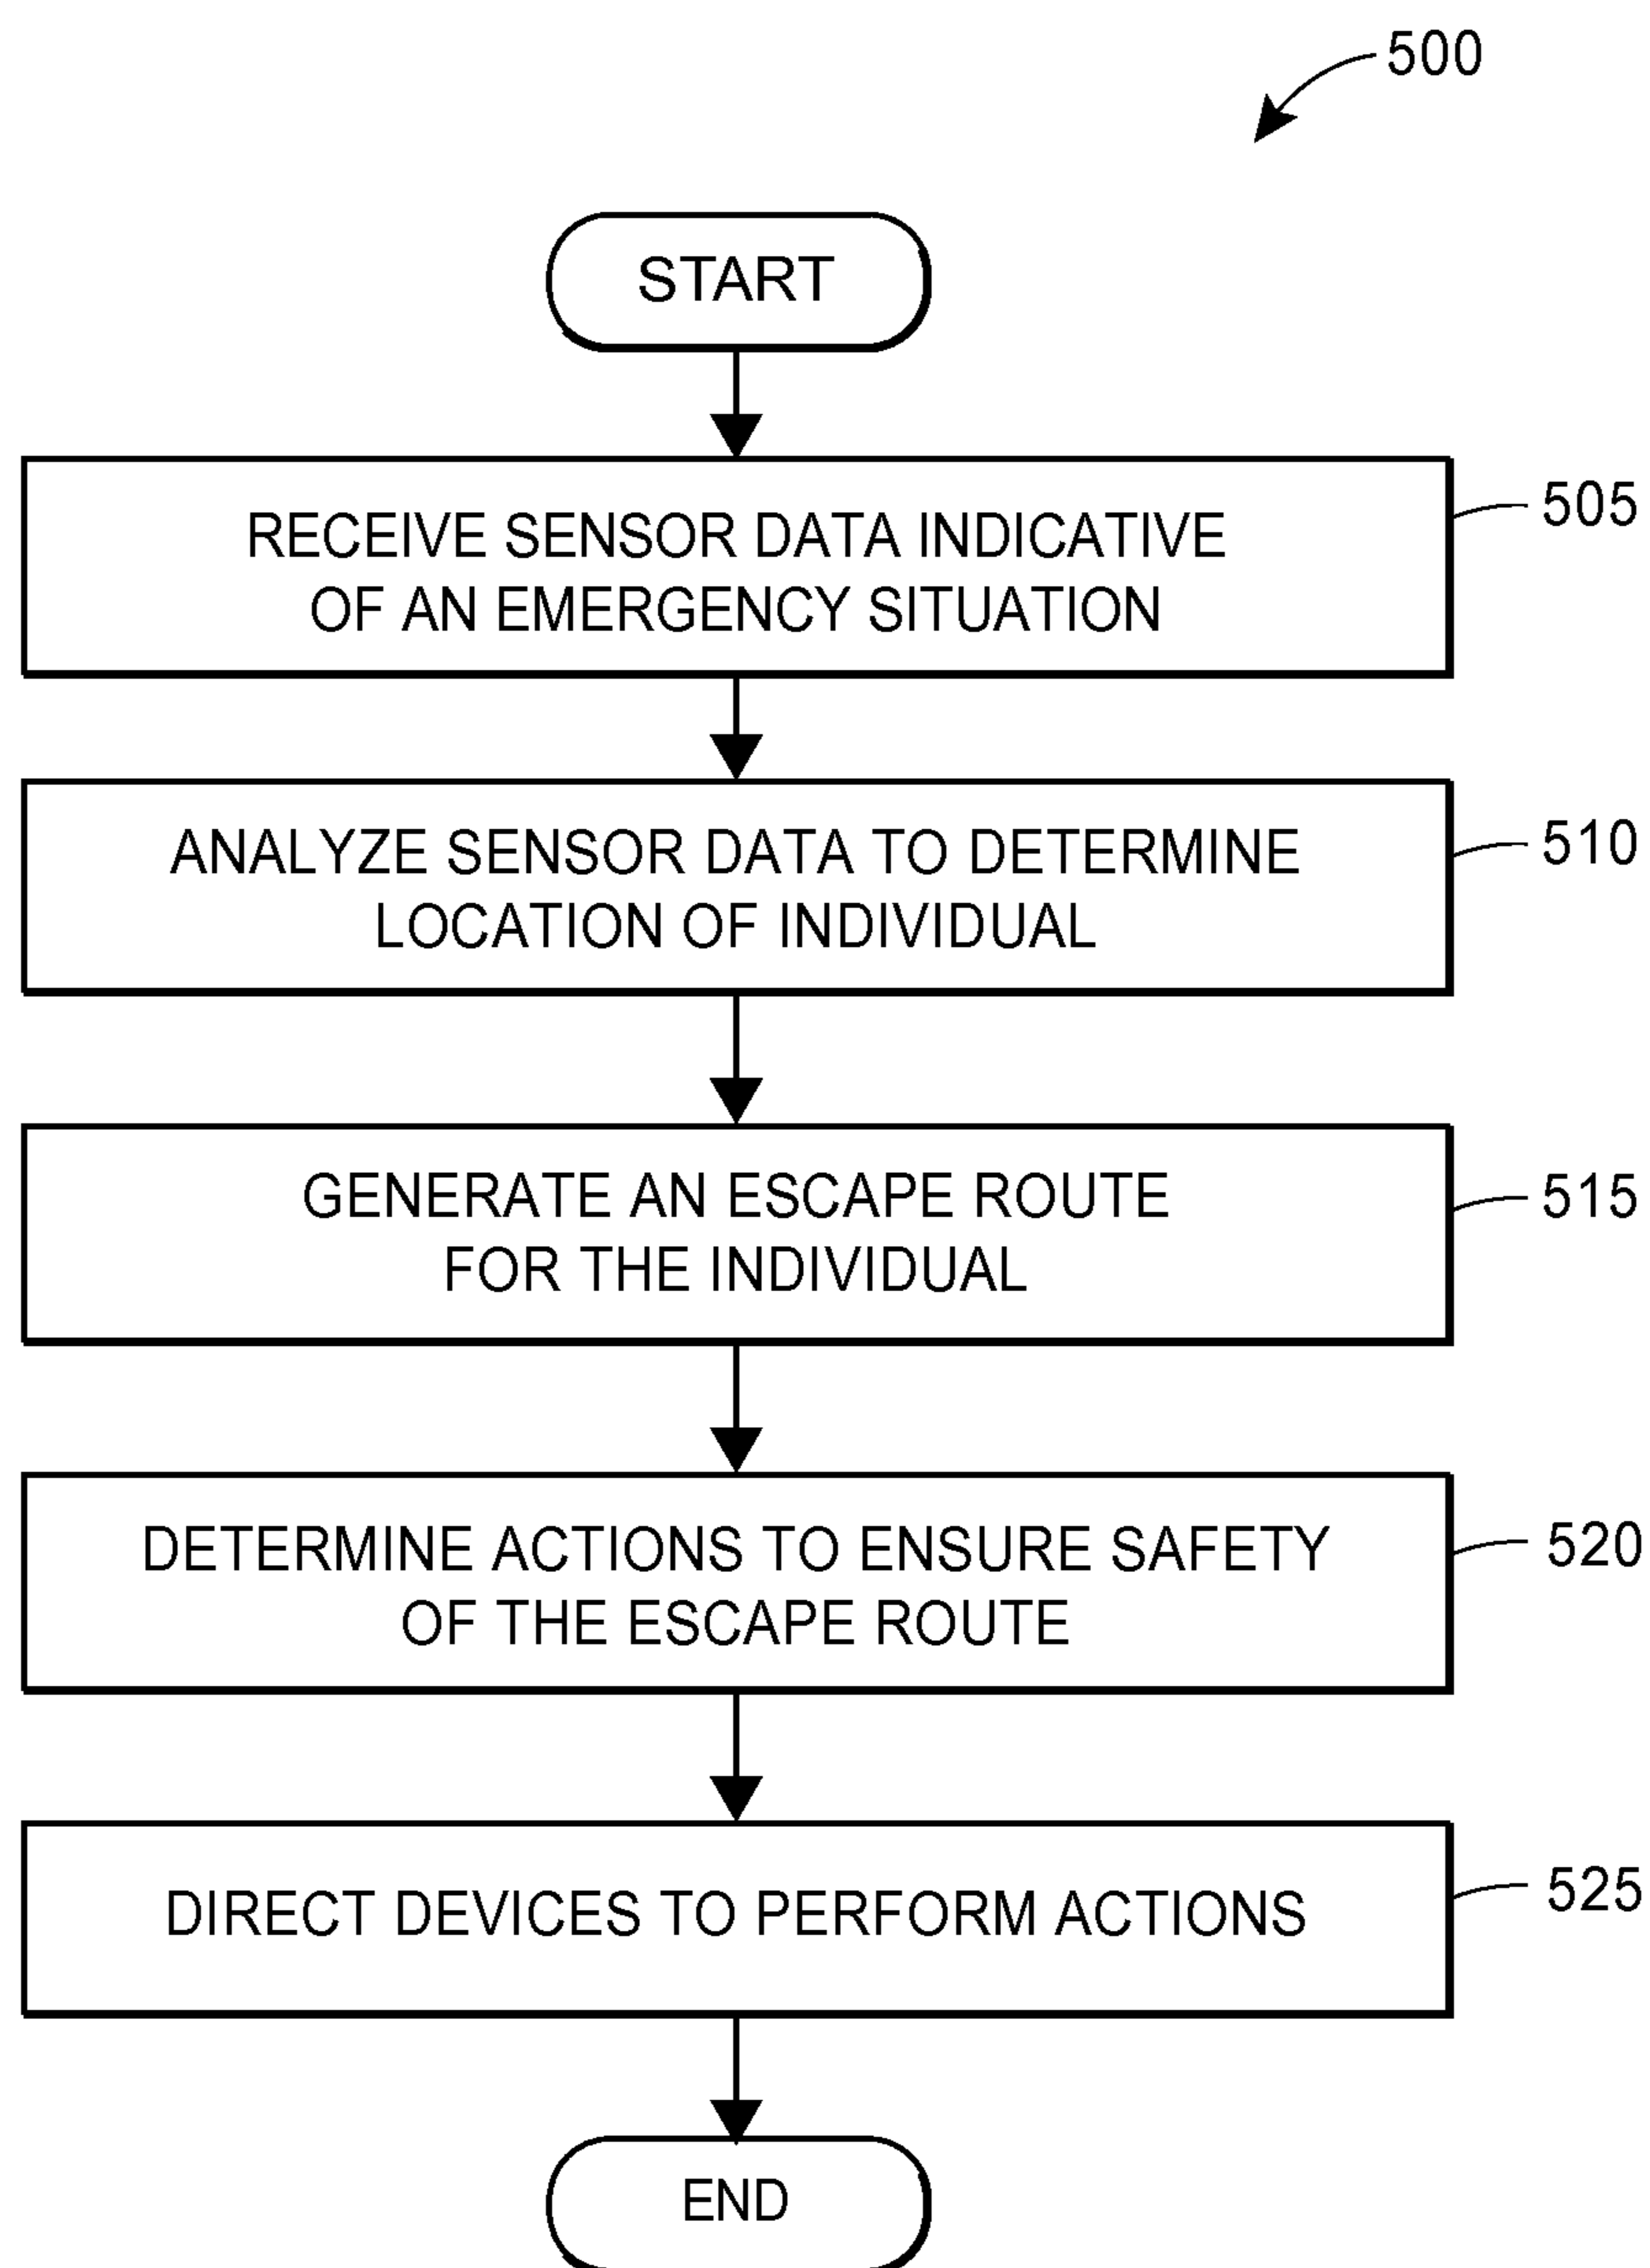 500
START
RECEIVE SENSOR DATA INDICATIVE
OF AN EMERGENCY SITUATION
505
ANALYZE SENSOR DATA TO DETERMINE
LOCATION OF INDIVIDUAL
510
GENERATE AN ESCAPE ROUTE
FOR THE INDIVIDUAL
515
DETERMINE ACTIONS TO ENSURE SAFETY
OF THE ESCAPE ROUTE
520
DIRECT DEVICES TO PERFORM ACTIONS
525
END